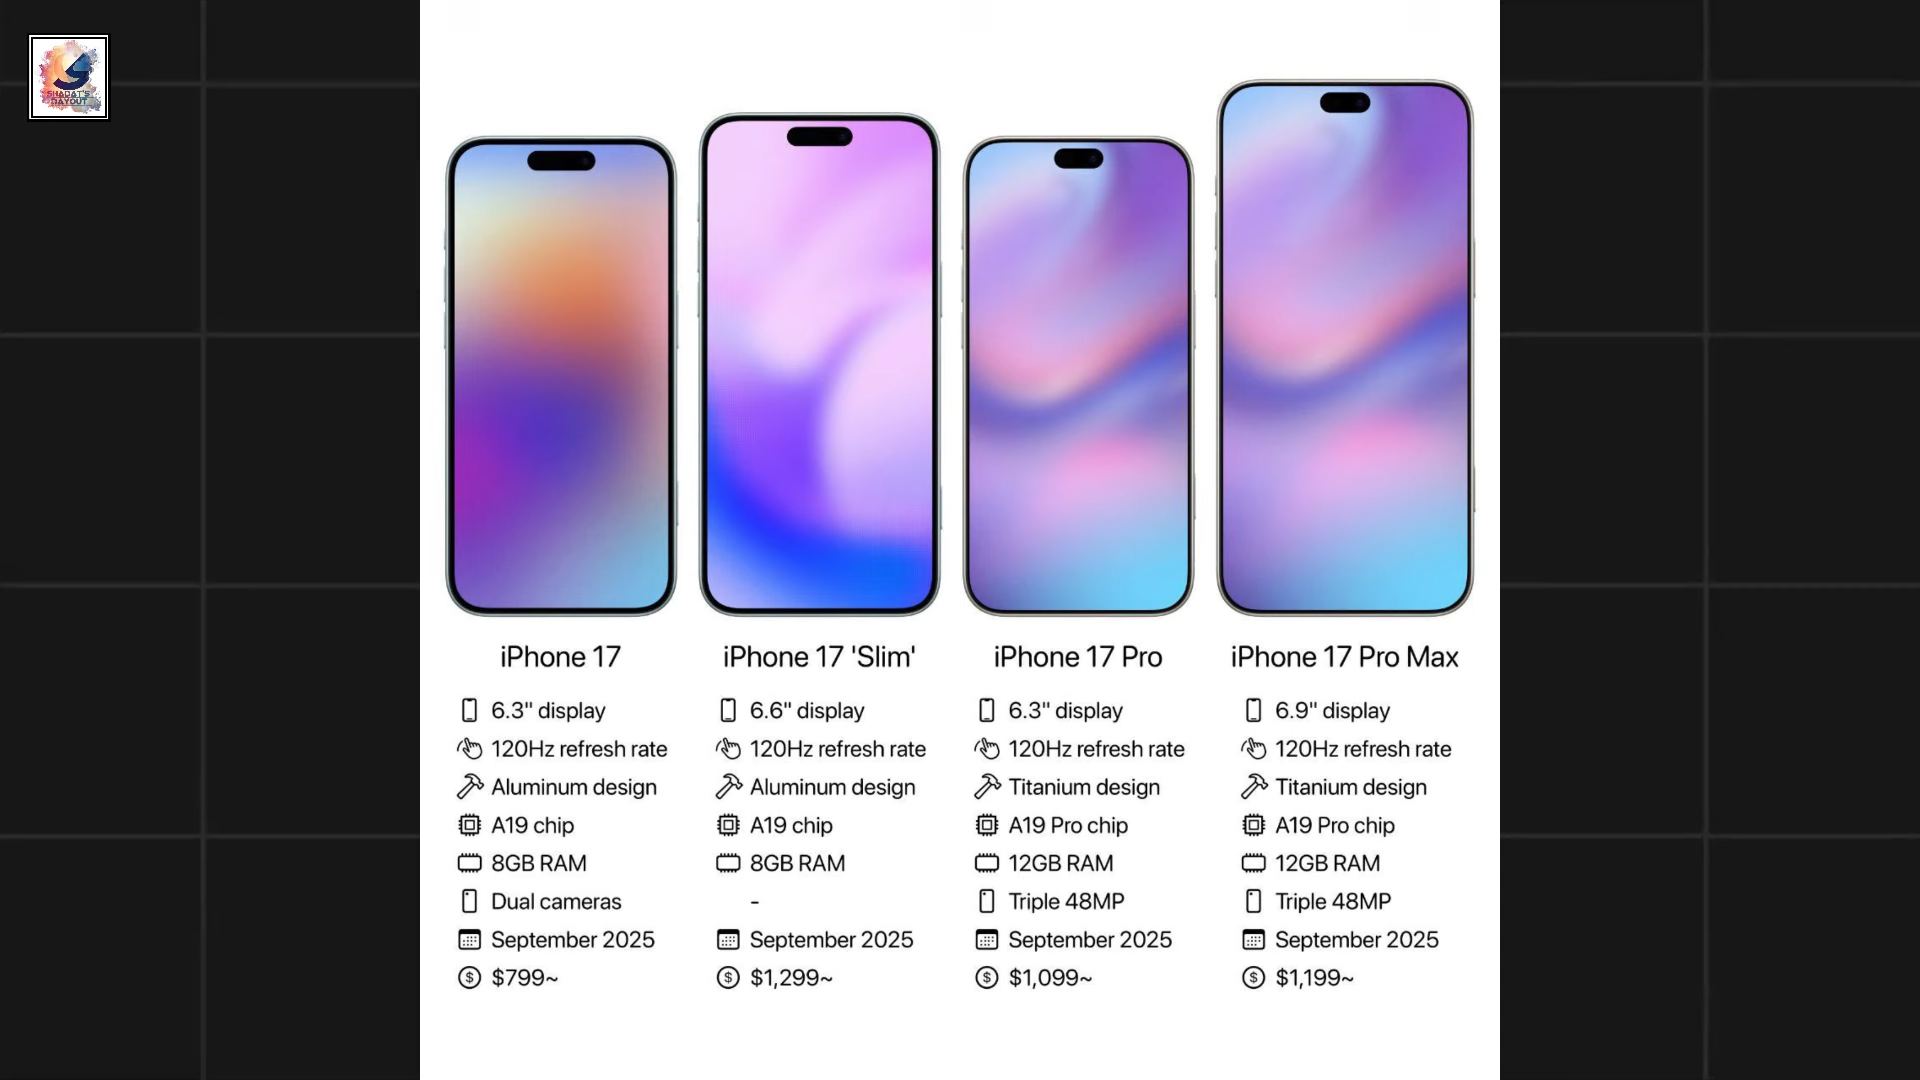 SHADAT'S
DAYOUT
iPhone 17
6.3" display
120Hz refresh rate
Aluminum design
A19 chip
8GB RAM
Dual cameras
September 2025
$799~
iPhone 17 'Slim'
6.6" display
120Hz refresh rate
Aluminum design
A19 chip
8GB RAM
-
September 2025
$1,299~
iPhone 17 Pro
6.3" display
120Hz refresh rate
Titanium design
A19 Pro chip
12GB RAM
Triple 48MP
September 2025
$1,099~
iPhone 17 Pro Max
6.9" display
120Hz refresh rate
Titanium design
A19 Pro chip
12GB RAM
Triple 48MP
September 2025
$1,199~